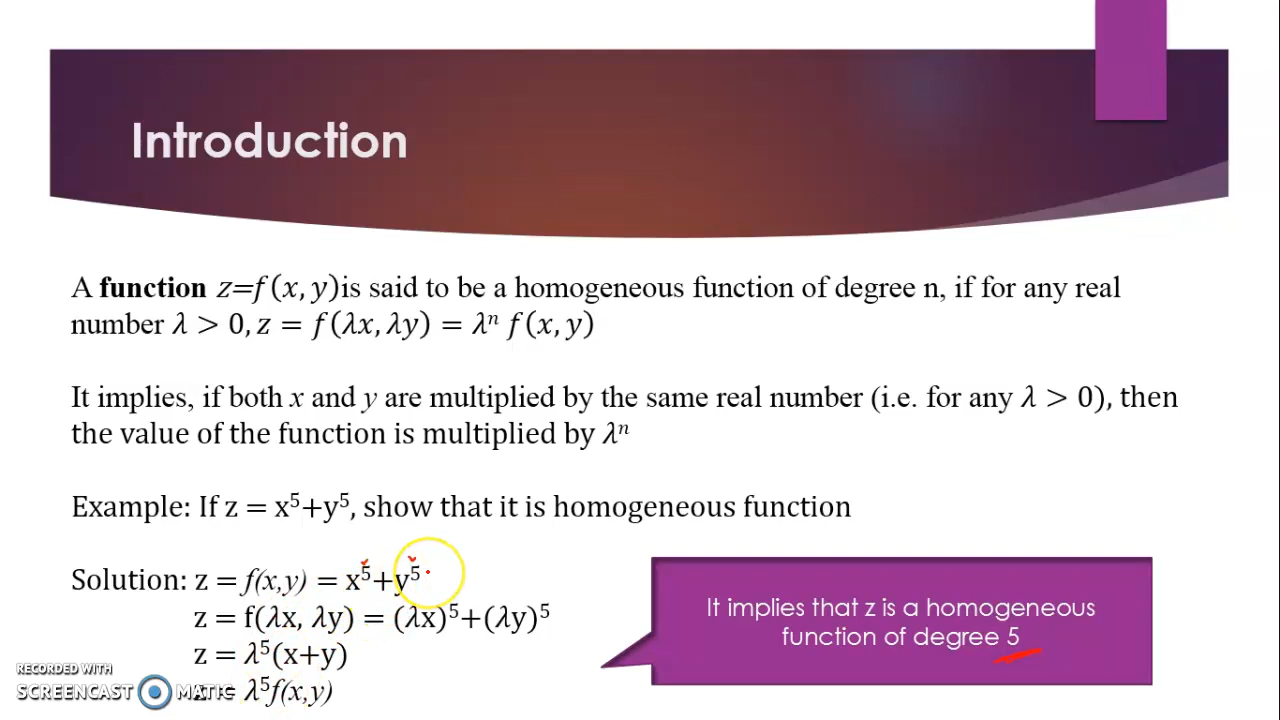 Introduction
A function z=f(x, y)is said to be a homogeneous function of degree n, if for any real
number λ > 0, z = f(λx, λy) = λⁿ f(x, y)
It implies, if both x and y are multiplied by the same real number (i.e. for any λ > 0), then
the value of the function is multiplied by λⁿ
Example: If z = x⁵+y⁵, show that it is homogeneous function
Solution: z = f(x,y) = x⁵+y⁵
z = f(λx, λy) = (λx)⁵+(λy)⁵
z = λ⁵(x+y)
z = λ⁵f(x,y)
It implies that z is a homogeneous
function of degree 5
RECORDED WITH
SCREENCAST MATIC